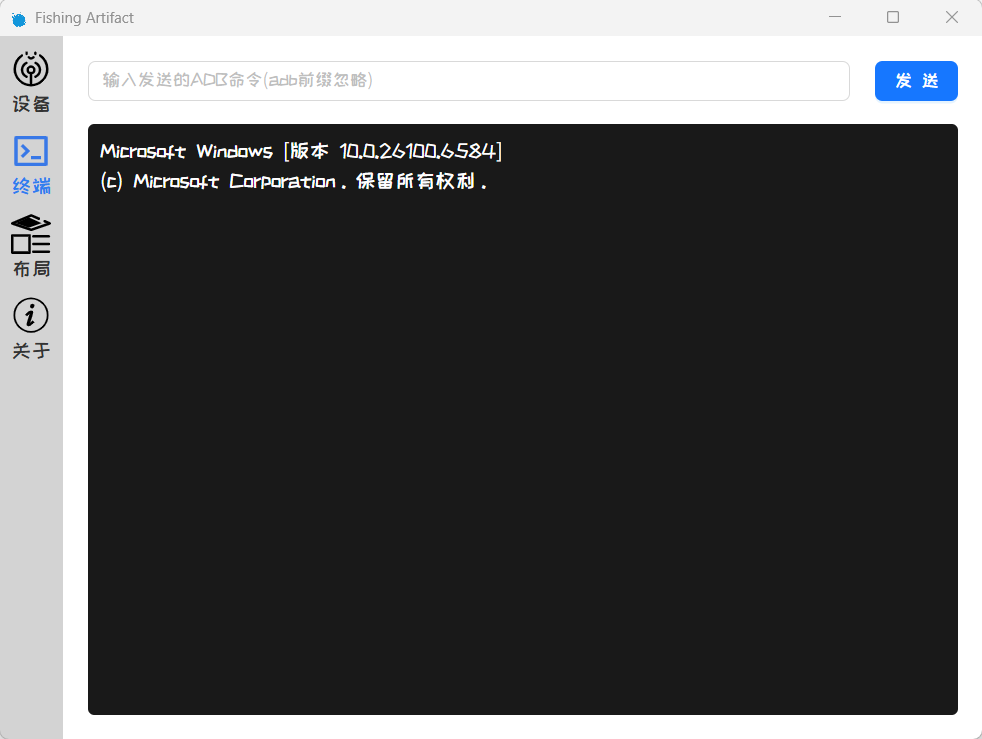 Fishing Artifact
设备
终端
布局
关于
输入发送的ADB命令(adb前缀忽略)
发 送
Microsoft Windows [版本 10.0.26100.6584]
(c) Microsoft Corporation。保留所有权利。